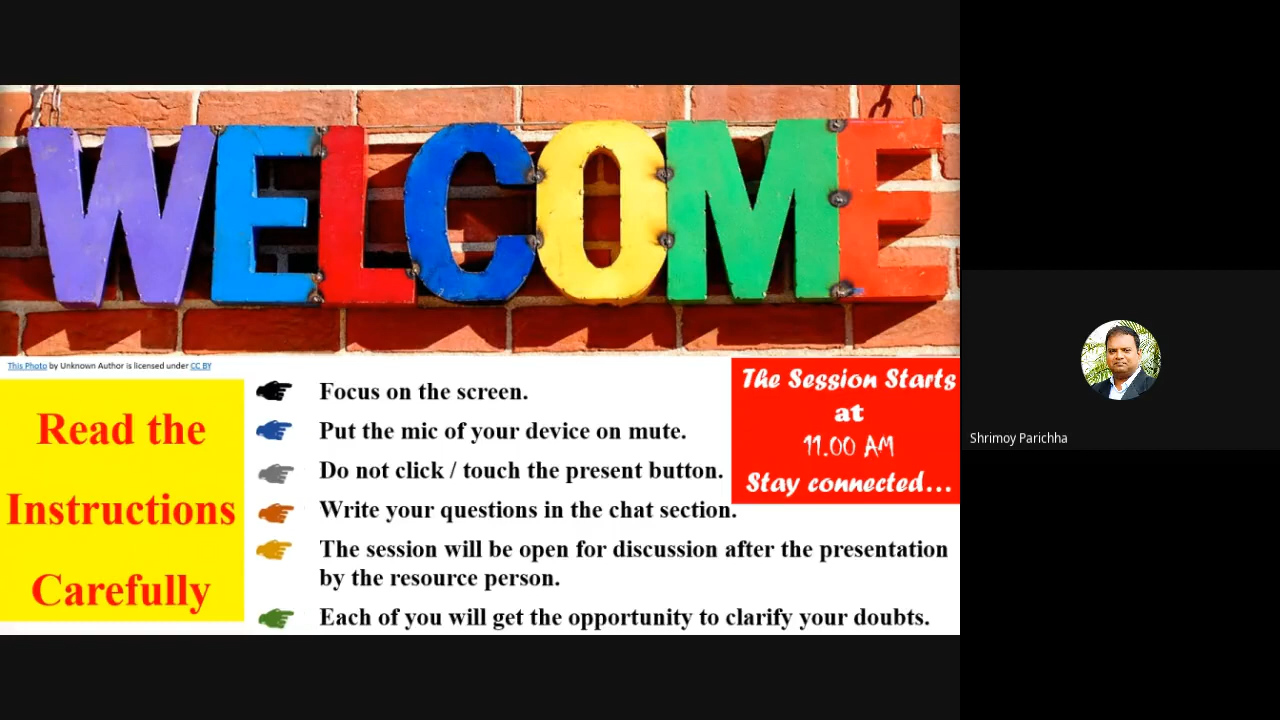 WELCOME
This Photo by Unknown Author is licensed under CC BY
Read the
Instructions
Carefully
Focus on the screen.
Put the mic of your device on mute.
Do not click / touch the present button.
Write your questions in the chat section.
The session will be open for discussion after the presentation
by the resource person.
Each of you will get the opportunity to clarify your doubts.
The Session Starts
at
11.00 AM
Stay connected...
Shrimoy Parichha